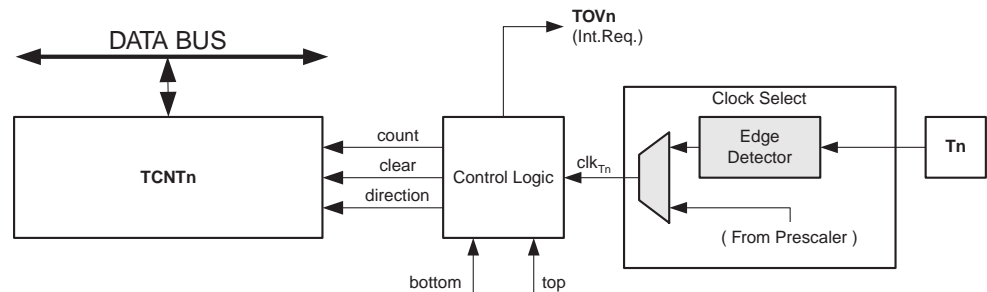 TOVn
(Int.Req.)
DATA BUS
Clock Select
count
Edge
Detector
Tn
TCNTn
clear
Control Logic
clkTn
direction
( From Prescaler )
bottom
top